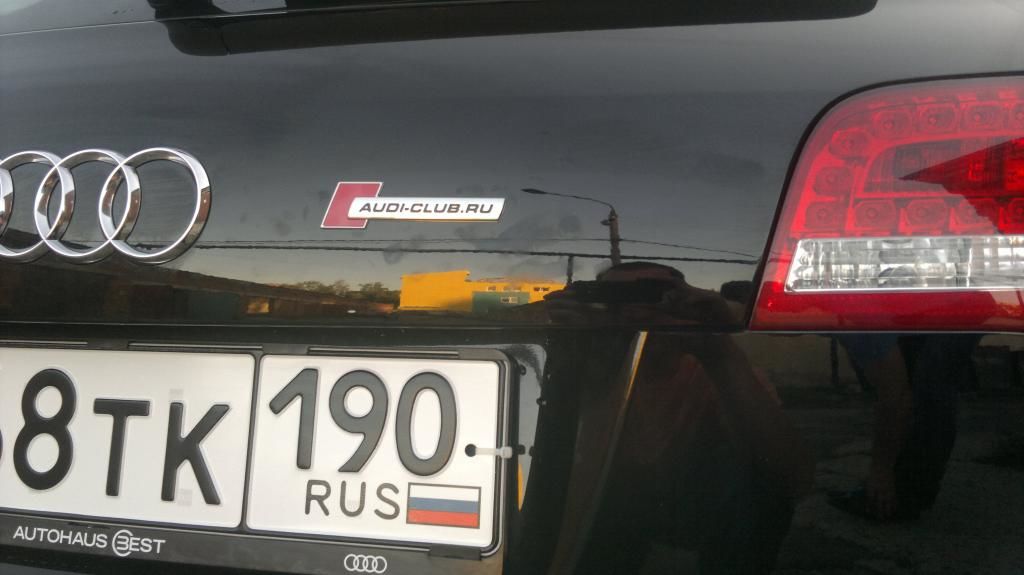 AUDI-CLUB.RU
8TK 190
RUS
AUTOHAUS BEST